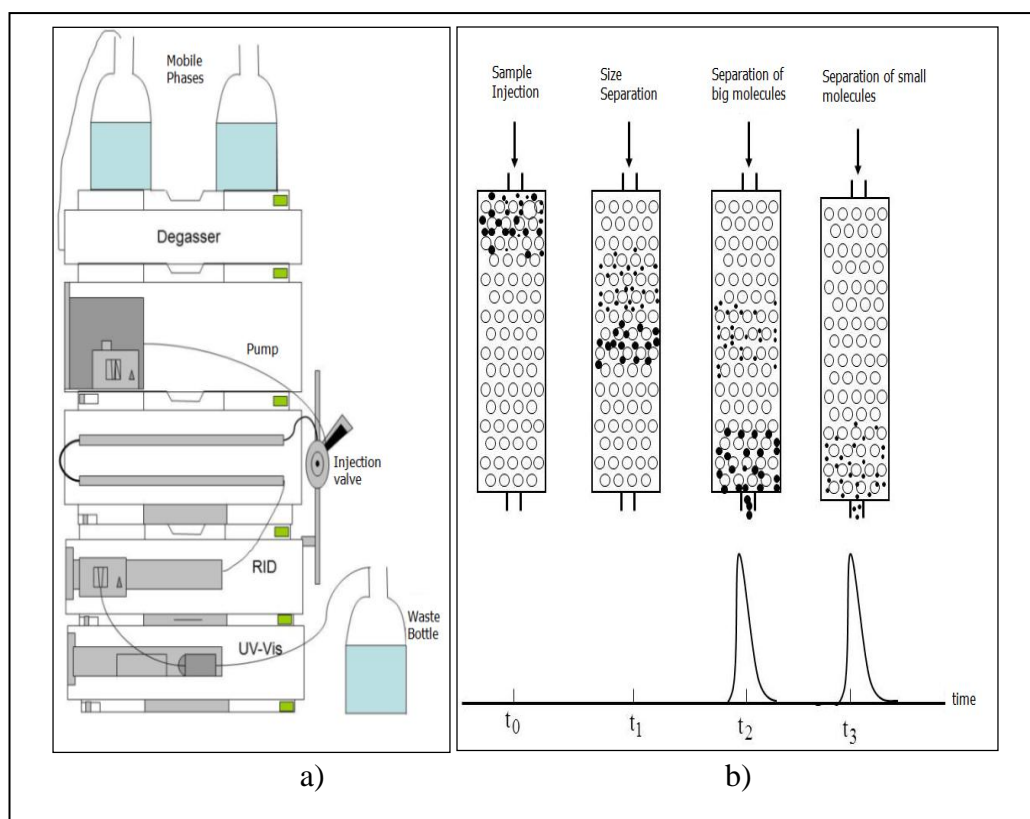 Mobile
Phases
Degasser
Pump
Injection
valve
RID
UV-Vis
Waste
Bottle
a)
Sample
Injection
Size
Separation
Separation of
big molecules
Separation of small
molecules
time
t0
t1
t2
t3
b)